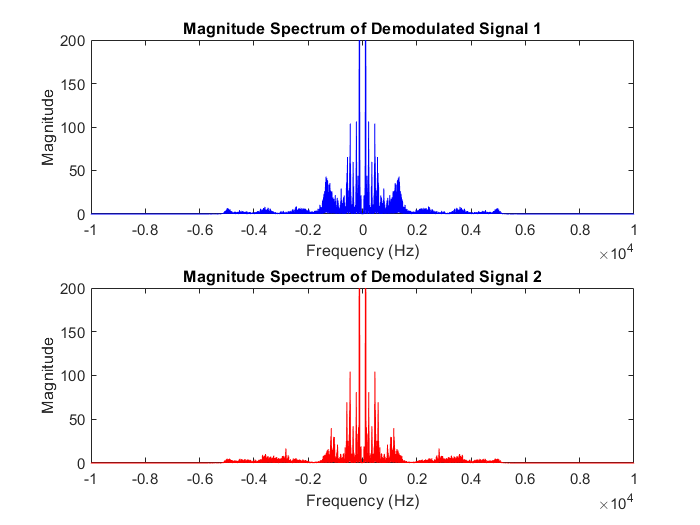 Magnitude Spectrum of Demodulated Signal 1
200
150
100
50
0
Magnitude
-1 -0.8 -0.6 -0.4 -0.2 0 0.2 0.4 0.6 0.8 1
Frequency (Hz)
×10^4
Magnitude Spectrum of Demodulated Signal 2
200
150
100
50
0
Magnitude
-1 -0.8 -0.6 -0.4 -0.2 0 0.2 0.4 0.6 0.8 1
Frequency (Hz)
×10^4